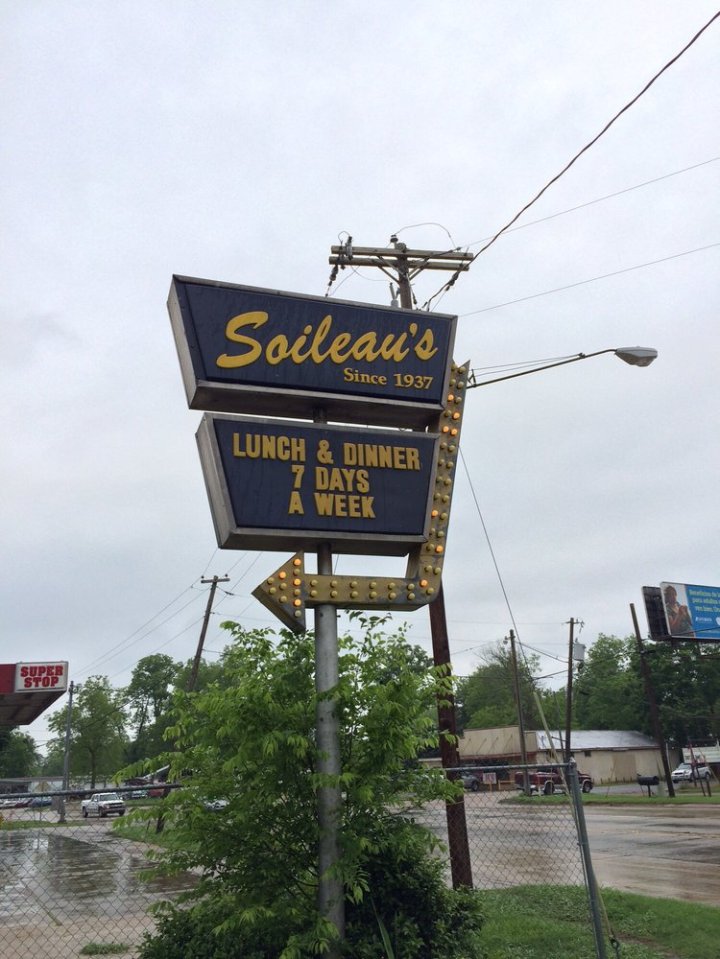 Soileau's
Since 1937
LUNCH & DINNER
7 DAYS
A WEEK
SUPER
STOP